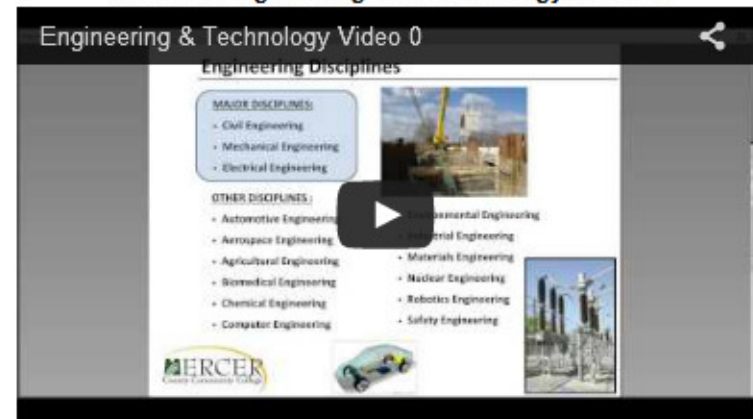 Engineering & Technology Video 0
Engineering Disciplines
MAJOR DISCIPLINES:
• Civil Engineering
• Mechanical Engineering
• Electrical Engineering
OTHER DISCIPLINES:
• Automotive Engineering
• Aerospace Engineering
• Agricultural Engineering
• Biomedical Engineering
• Chemical Engineering
• Computer Engineering
• Environmental Engineering
• Industrial Engineering
• Materials Engineering
• Nuclear Engineering
• Robotics Engineering
• Safety Engineering
MERCER
County Community College